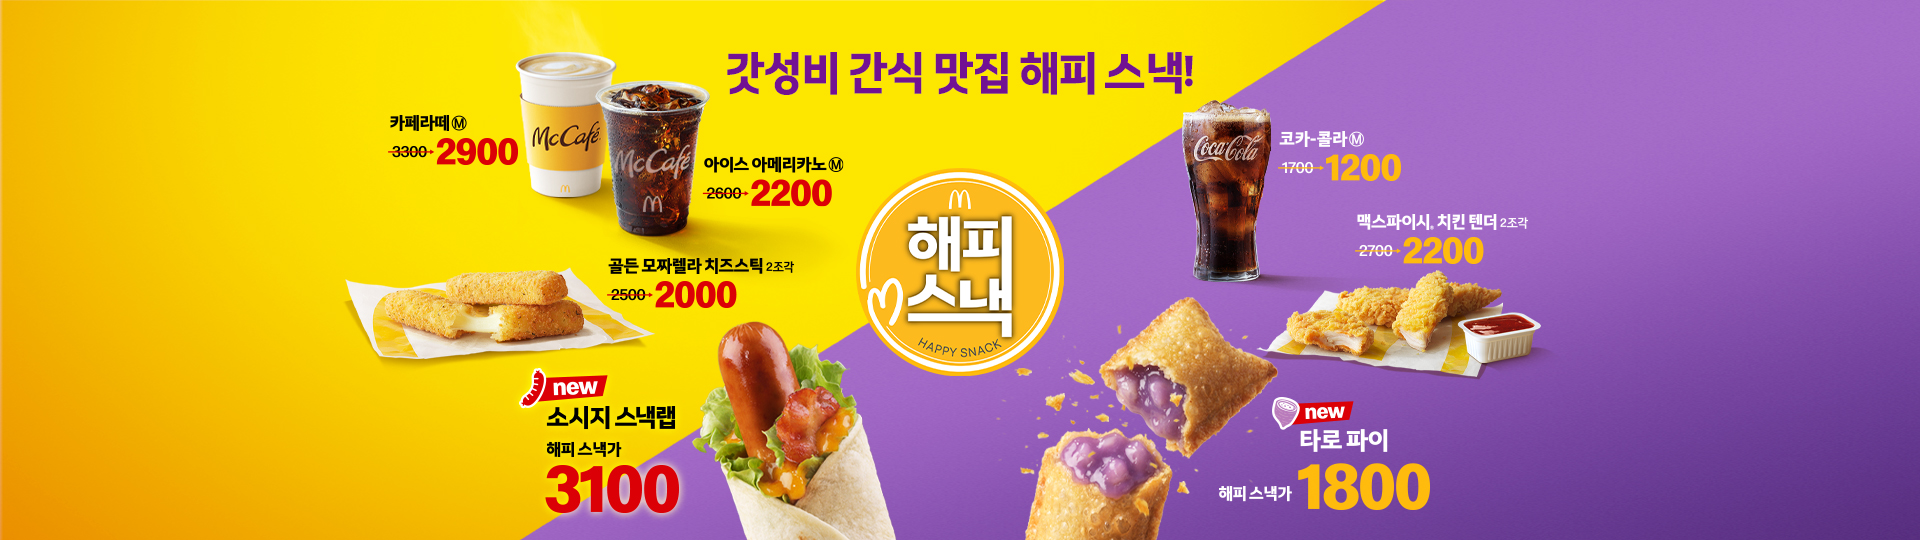 갓성비 간식 맛집 해피 스낵!
카페라떼 Ⓜ
3300 2900
McCafé
McCafé
아이스 아메리카노 Ⓜ
2600 2200
골든 모짜렐라 치즈스틱 2조각
2500 2000
new
소시지 스낵랩
해피 스낵가
3100
해피
스낵
HAPPY SNACK
Coca-Cola
코카-콜라 Ⓜ
1700 1200
맥스파이시® 치킨 텐더 2조각
2700 2200
new
타로 파이
해피 스낵가 1800